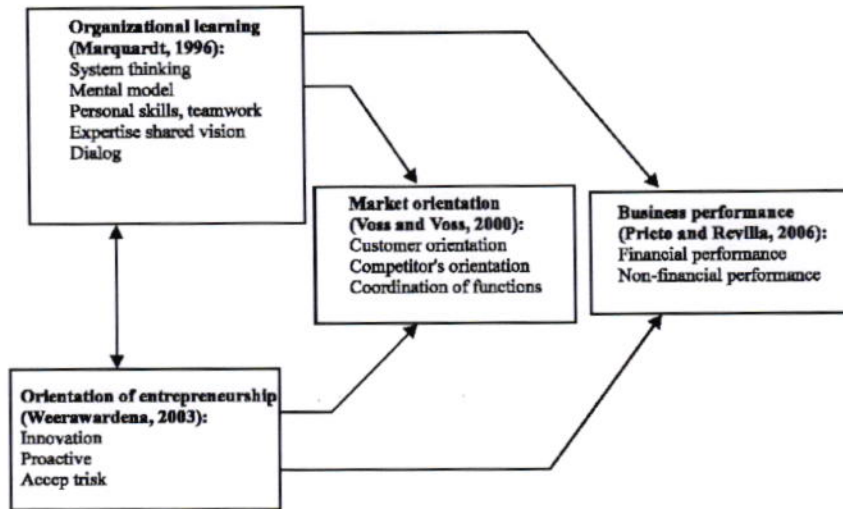 Organizational learning
(Marquardt, 1996):
System thinking
Mental model
Personal skills, teamwork
Expertise shared vision
Dialog
Market orientation
(Voss and Voss, 2000):
Customer orientation
Competitor's orientation
Coordination of functions
Business performance
(Prieto and Revilla, 2006):
Financial performance
Non-financial performance
Orientation of entrepreneurship
(Weerawardena, 2003):
Innovation
Proactive
Accep trisk